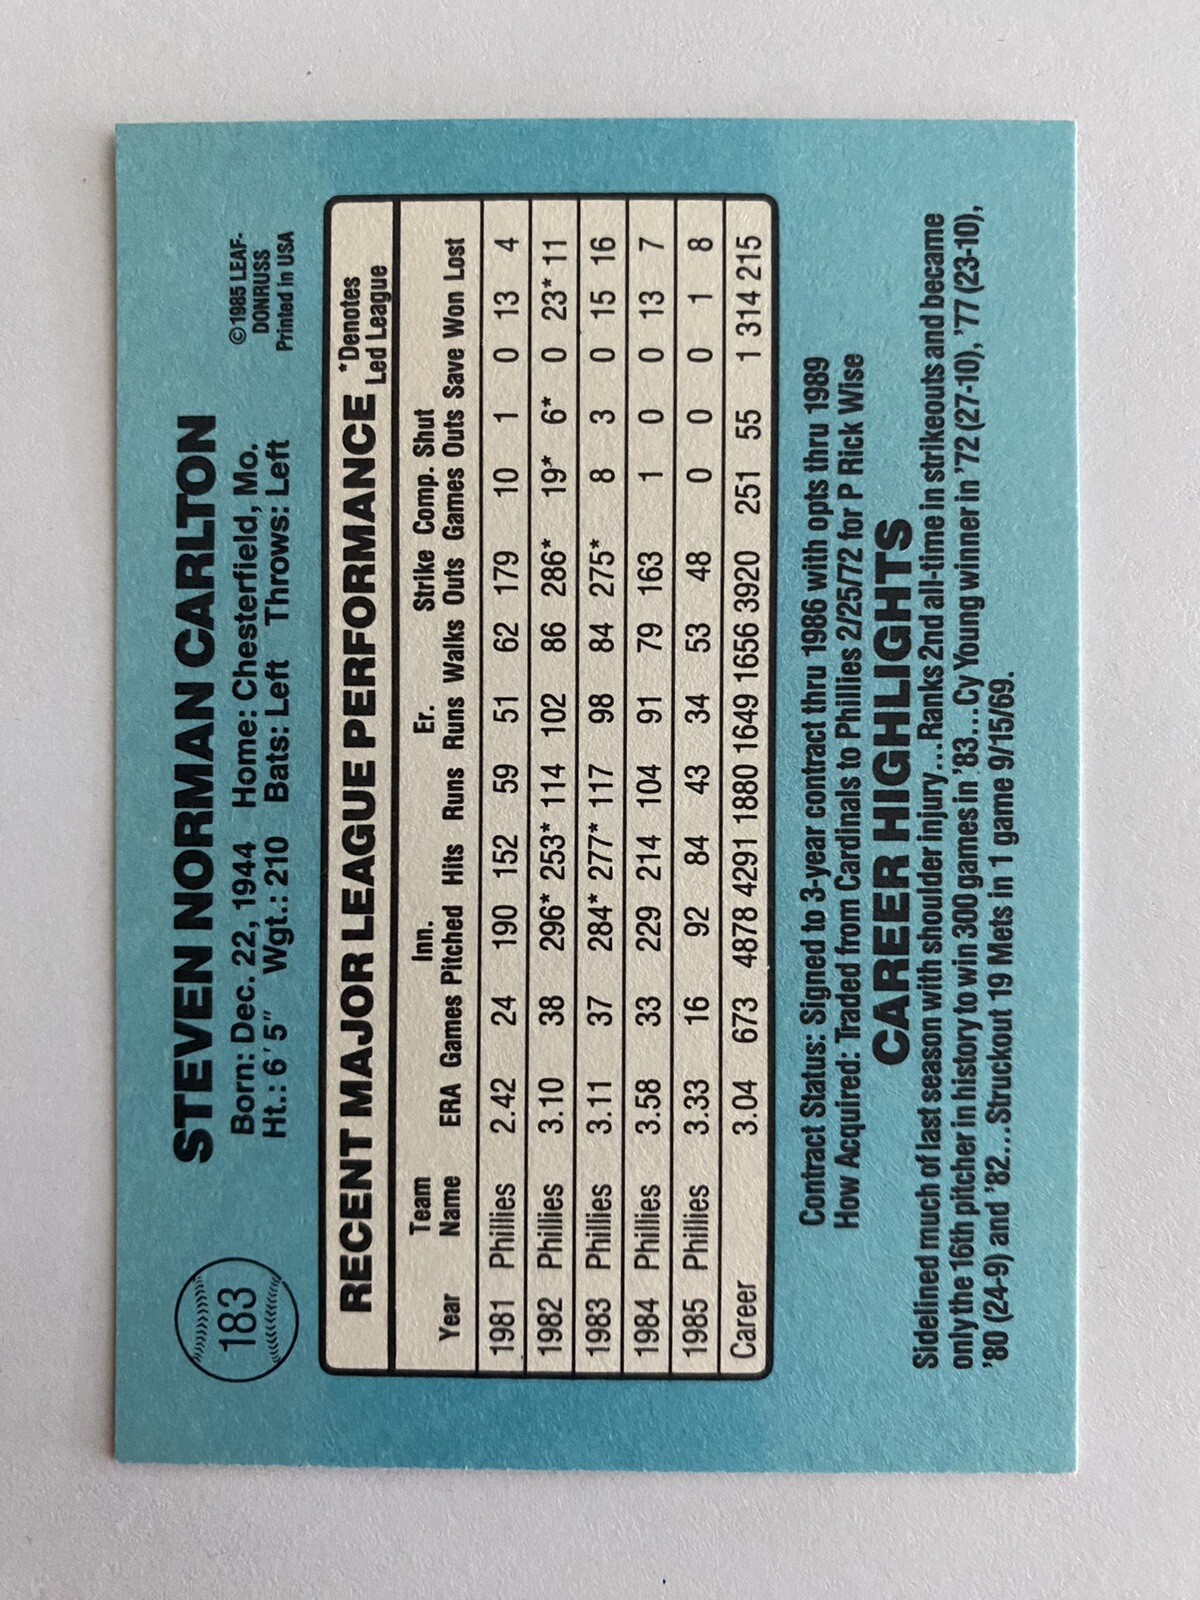 183
STEVEN NORMAN CARLTON
©1985 LEAF-
DONRUSS
Printed in USA
Born: Dec. 22, 1944 Home: Chesterfield, Mo.
Ht.: 6'5" Wgt.: 210 Bats: Left Throws: Left
RECENT MAJOR LEAGUE PERFORMANCE
*Denotes
Led League
Team Inn. Er. Strike Comp. Shut
Year Name ERA Games Pitched Hits Runs Runs Walks Outs Games Outs Save Won Lost
1981 Phillies 2.42 24 190 152 59 51 62 179 10 1 0 13 4
1982 Phillies 3.10 38 296* 253* 114 102 86 286* 19* 6* 0 23* 11
1983 Phillies 3.11 37 284* 277* 117 98 84 275* 8 3 0 15 16
1984 Phillies 3.58 33 229 214 104 91 79 163 1 0 0 13 7
1985 Phillies 3.33 16 92 84 43 34 53 48 0 0 0 1 8
Career 3.04 673 4878 4291 1880 1649 1656 3920 251 55 1 314 215
Contract Status: Signed to 3-year contract thru 1986 with opts thru 1989
How Acquired: Traded from Cardinals to Phillies 2/25/72 for P Rick Wise
CAREER HIGHLIGHTS
Sidelined much of last season with shoulder injury...Ranks 2nd all-time in strikeouts and became
only the 16th pitcher in history to win 300 games in '83...Cy Young winner in '72 (27-10), '77 (23-10),
'80 (24-9) and '82...Struckout 19 Mets in 1 game 9/15/69.